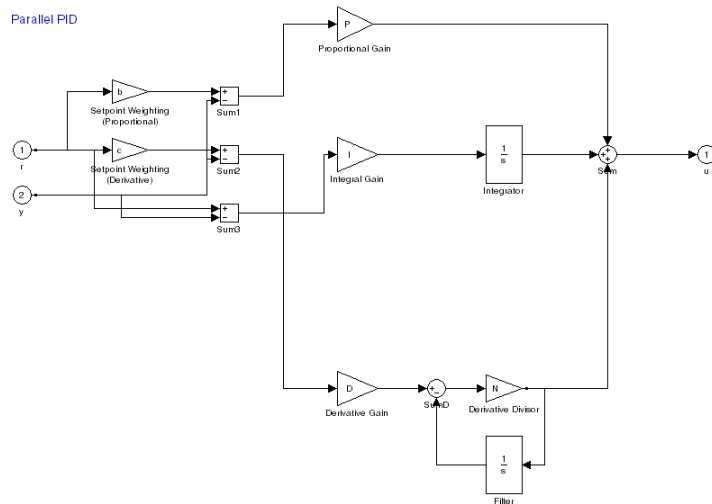 Parallel PID
P
Proportional Gain
b
Setpoint Weighting
(Proportional)
+
−
Sum1
1
r
c
Setpoint Weighting
(Derivative)
+
−
Sum2
I
Integral Gain
1
s
Integrator
+
+
+
Sum
1
u
2
y
+
−
Sum3
D
Derivative Gain
+
−
SumD
N
Derivative Divisor
1
s
Filter